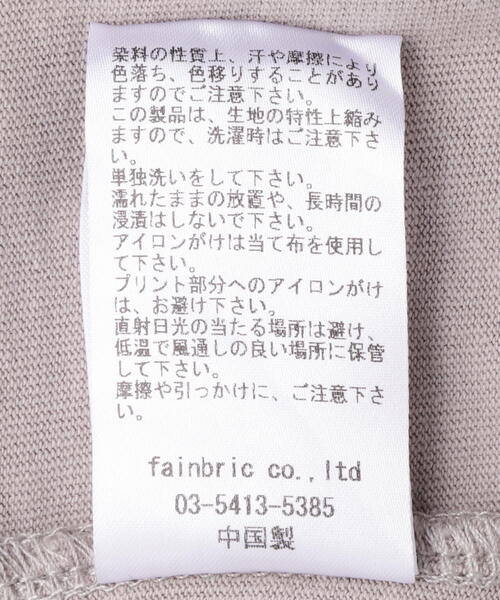 染料の性質上、汗や摩擦により
色落ち、色移りすることがあり
ますのでご注意下さい。
この製品は、生地の特性上縮み
ますので、洗濯時はご注意下さ
い。
単独洗いをして下さい。
濡れたままの放置や、長時間の
浸漬はしないで下さい。
アイロンがけは当て布を使用し
て下さい。
プリント部分へのアイロンがけ
は、お避け下さい。
直射日光の当たる場所は避け、
低温で風通しの良い場所に保管
して下さい。
摩擦や引っかけに、ご注意下さ
い。
fainbric co.,ltd
03-5413-5385
中国製